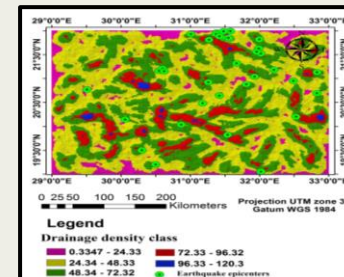 29°0'0"E 30°0'0"E 31°0'0"E 32°0'0"E 33°0'0"E
21°30'0"N
20°30'0"N
19°30'0"N
29°0'0"E 30°0'0"E 31°0'0"E 32°0'0"E 33°0'0"E
0 25 50 100 150 200
Kilometers
Projection UTM zone 3
Gatum WGS 1984
Legend
Drainage density class
0.3347 - 24.33
24.34 - 48.33
48.34 - 72.32
72.33 - 96.32
96.33 - 120.3
Earthquake epicenters